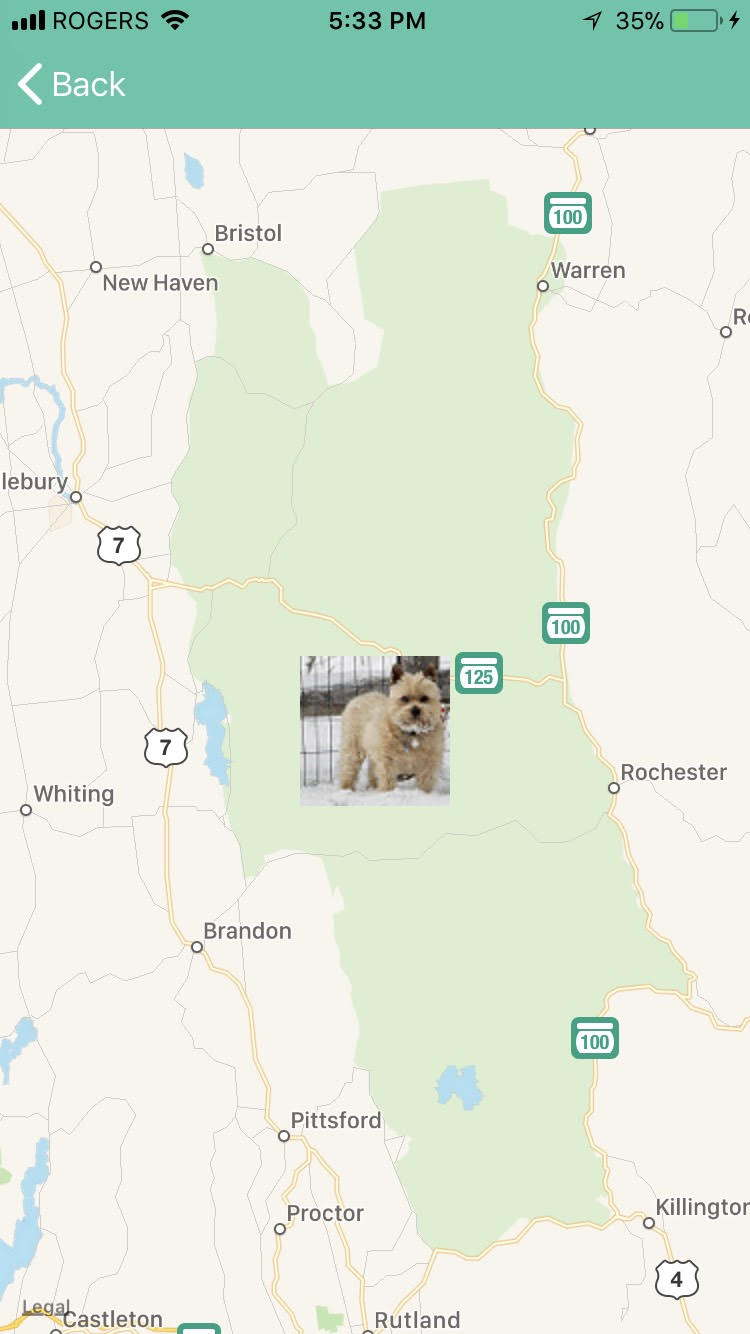 ROGERS 5:33 PM 35%
Back
100
Bristol
Warren
New Haven
R
lebury
7
100
125
7
Rochester
Whiting
Brandon
100
Pittsford
Killington
Proctor
4
Legal
Castleton
Rutland